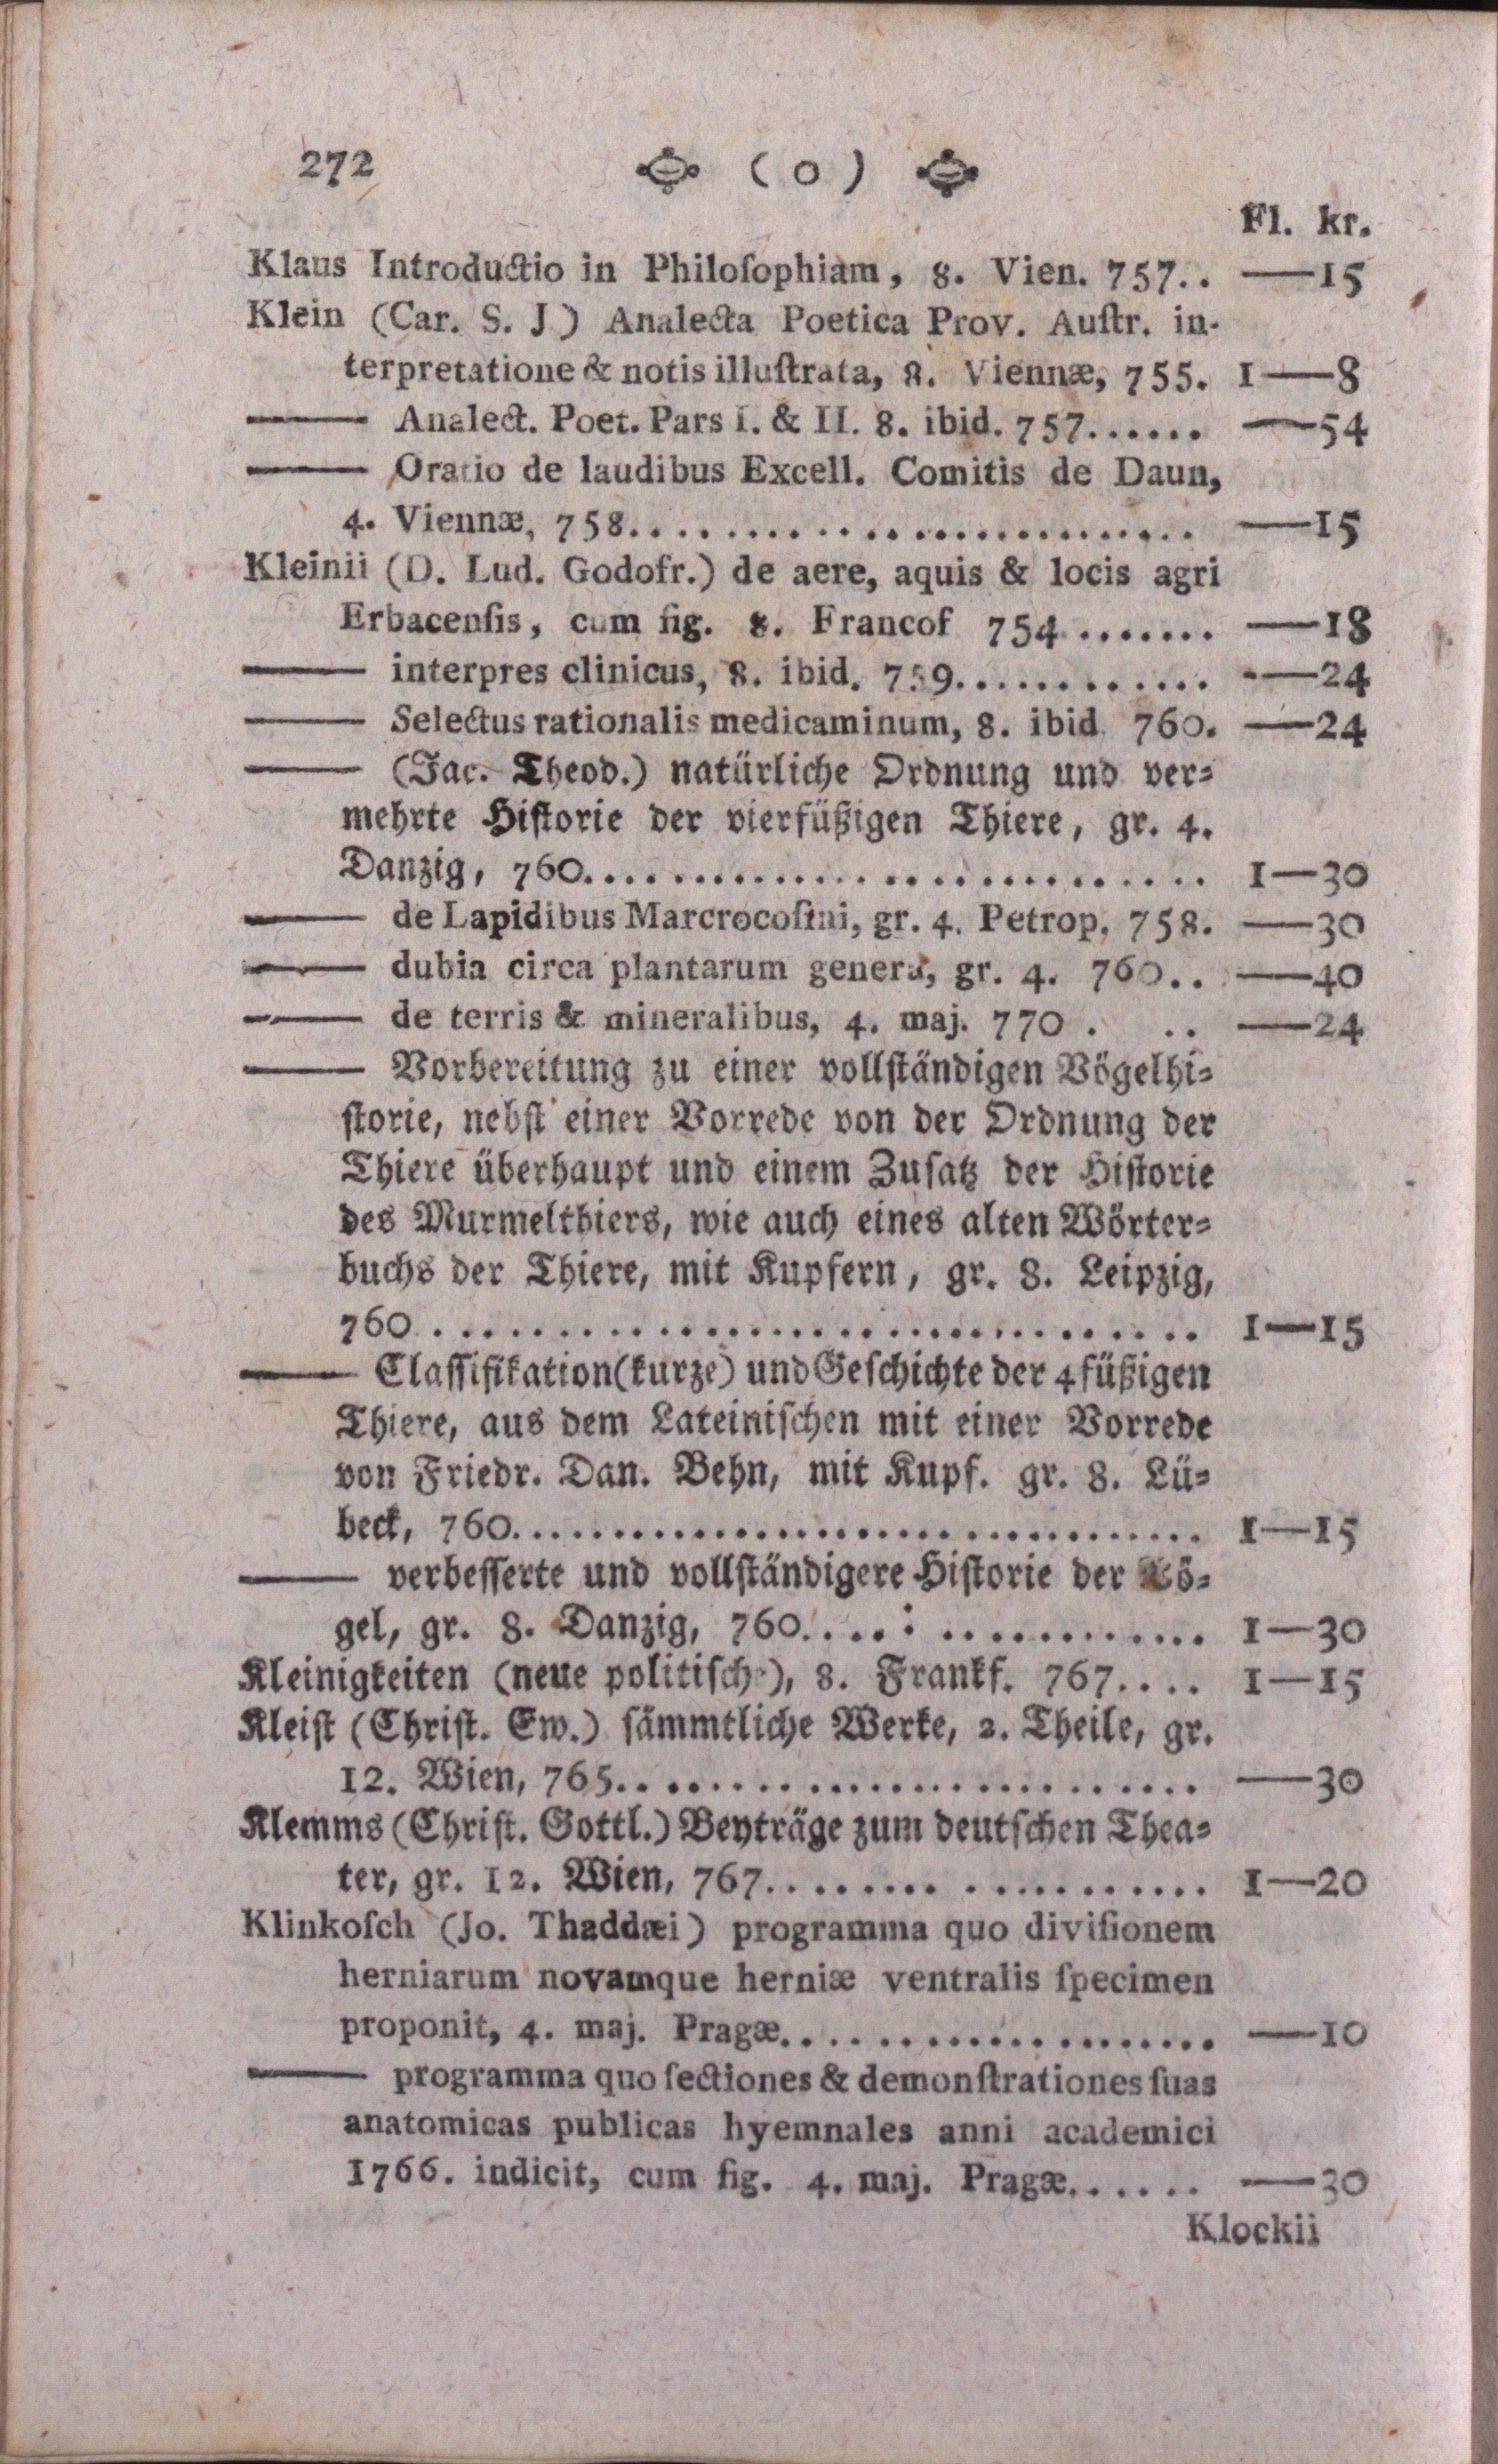 272 ( 0 )
Fl. kr.
Klaus Introductio in Philoſophiam, 8. Vien. 757.. —15
Klein (Car. S. J) Analecta Poetica Prov. Auſtr. in-
terpretatione & notis illuſtrata, 8. Viennæ, 755. 1—8
—— Analect. Poet. Pars I. & II. 8. ibid. 757...... —54
—— Oratio de laudibus Excell. Comitis de Daun,
4. Viennæ, 758........................... —15
Kleinii (D. Lud. Godofr.) de aere, aquis & locis agri
Erbacenſis, cum fig. 8. Francof 754 ....... —18
—— interpres clinicus, 8. ibid. 759............. —24
—— Selectus rationalis medicaminum, 8. ibid 760. —24
—— (Jac. Theod.) natürliche Ordnung und ver⸗
mehrte Hiſtorie der vierfüßigen Thiere, gr. 4.
Danzig, 760.............................. 1—30
—— de Lapidibus Marcrocoſmi, gr. 4. Petrop. 758. —30
—— dubia circa plantarum genera, gr. 4. 760.. —40
—— de terris & mineralibus, 4. maj. 770 . .. —24
—— Vorbereitung zu einer vollſtändigen Vögelhi⸗
ſtorie, nebſt einer Vorrede von der Ordnung der
Thiere überhaupt und einem Zuſatz der Hiſtorie
des Murmelthiers, wie auch eines alten Wörter⸗
buchs der Thiere, mit Kupfern, gr. 8. Leipzig,
760 .................................. 1—15
—— Claſſifikation(kurze) und Geſchichte der 4füßigen
Thiere, aus dem Lateiniſchen mit einer Vorrede
von Friedr. Dan. Behn, mit Kupf. gr. 8. Lü⸗
beck, 760................................. 1—15
—— verbeſſerte und vollſtändigere Hiſtorie der Vö⸗
gel, gr. 8. Danzig, 760.....: ............. 1—30
Kleinigkeiten (neue politiſche), 8. Frankf. 767.... 1—15
Kleiſt (Chriſt. Ew.) ſämmtliche Werke, 2. Theile, gr.
12. Wien, 765............................ —30
Klemms (Chriſt. Gottl.) Beyträge zum deutſchen Thea⸗
ter, gr. 12. Wien, 767..................... 1—20
Klinkoſch (Jo. Thaddæi) programma quo diviſionem
herniarum novamque herniæ ventralis ſpecimen
proponit, 4. maj. Pragæ..................... —10
—— programma quo ſectiones & demonſtrationes ſuas
anatomicas publicas hyemnales anni academici
1766. indicit, cum fig. 4. maj. Pragæ...... —30
Klockii